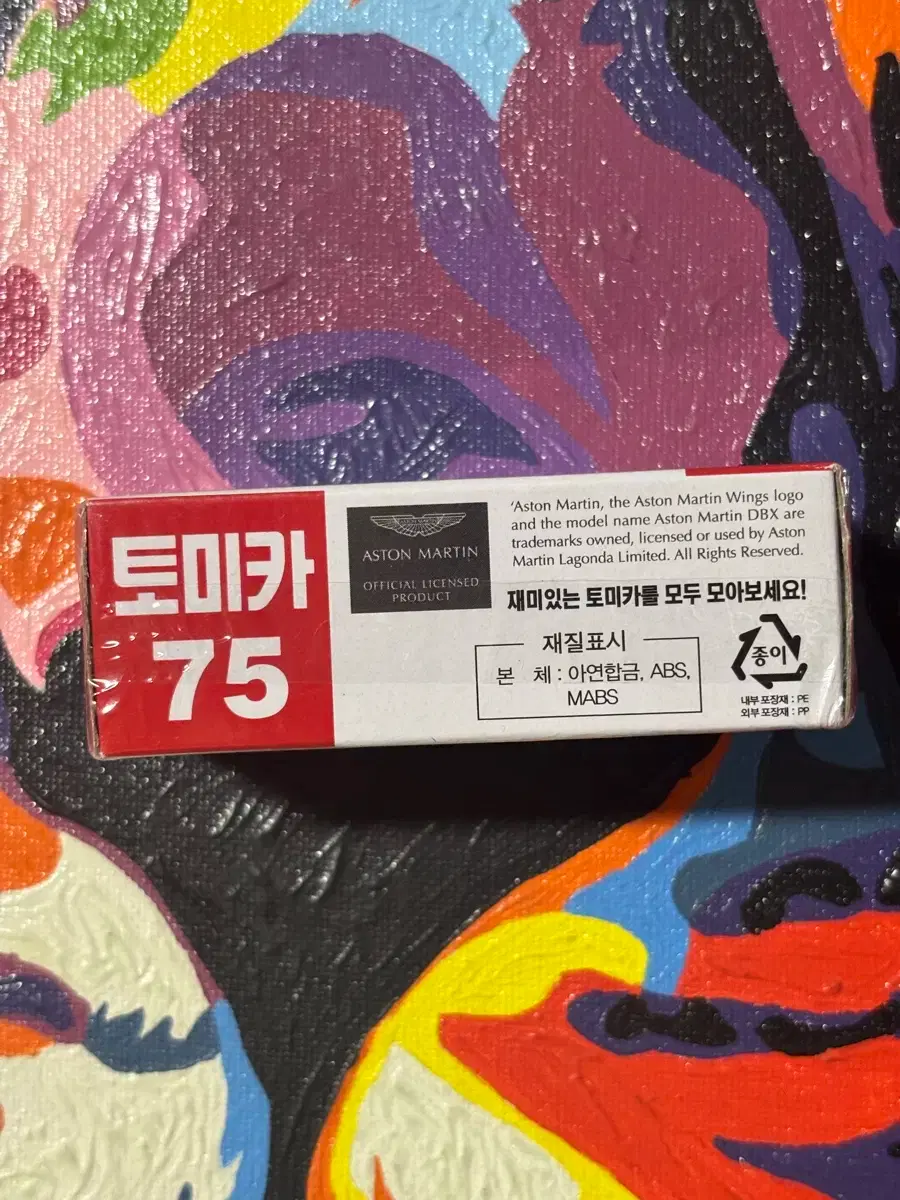 토미카
75
ASTON MARTIN
ASTON MARTIN
OFFICIAL LICENSED
PRODUCT
'Aston Martin, the Aston Martin Wings logo
and the model name Aston Martin DBX are
trademarks owned, licensed or used by Aston
Martin Lagonda Limited. All Rights Reserved.
재미있는 토미카를 모두 모아보세요!
재질표시
본 체 : 아연합금, ABS,
MABS
종이
내부 포장재 : PE
외부 포장재 : PP